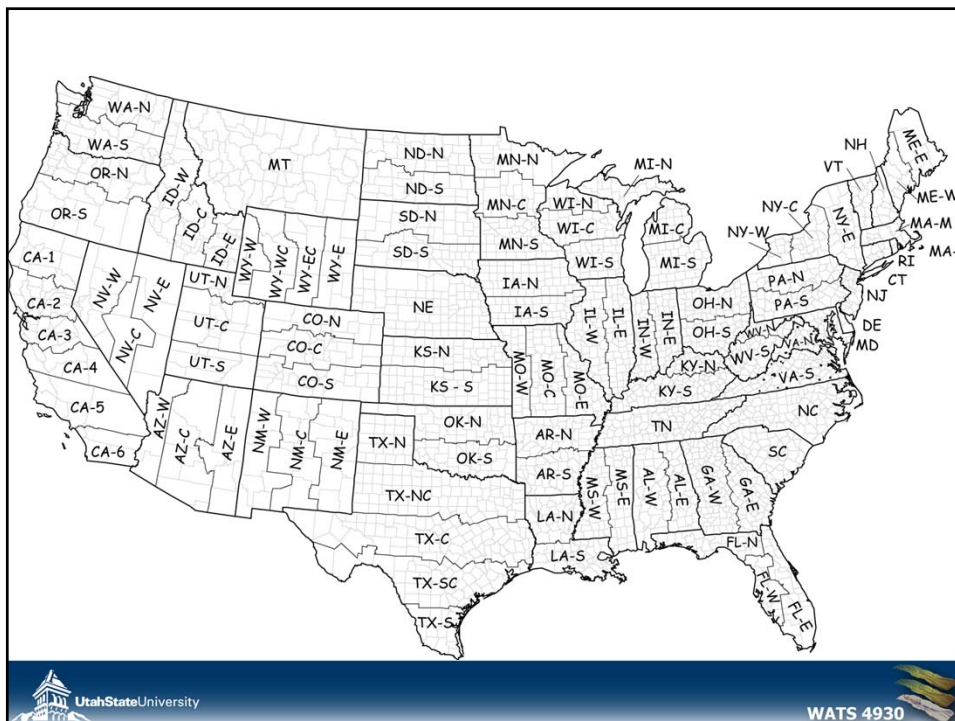 WA-N
WA-S
OR-N
OR-S
ID-W
ID-C
ID-E
MT
WY-W
WY-WC
WY-EC
WY-E
ND-N
ND-S
SD-N
SD-S
NE
MN-N
MN-C
MN-S
WI-N
WI-C
WI-S
MI-N
MI-C
MI-S
CA-1
CA-2
CA-3
CA-4
CA-5
CA-6
NV-W
NV-C
NV-E
UT-N
UT-C
UT-S
CO-N
CO-C
CO-S
KS-N
KS - S
IA-N
IA-S
MO-W
MO-C
MO-E
IL-W
IL-E
IN-W
IN-E
OH-N
OH-S
KY-N
KY-S
WV-N
WV-S
VA-N
VA-S
PA-N
PA-S
NY-W
NY-C
NY-E
VT
NH
ME-E
ME-W
MA-M
MA-
RI
CT
NJ
DE
MD
AZ-W
AZ-C
AZ-E
NM-W
NM-C
NM-E
TX-N
TX-NC
TX-C
TX-SC
TX-S
OK-N
OK-S
AR-N
AR-S
LA-N
LA-S
MS-W
MS-E
AL-W
AL-E
GA-W
GA-E
TN
NC
SC
FL-N
FL-W
FL-E
UtahStateUniversity
WATS 4930